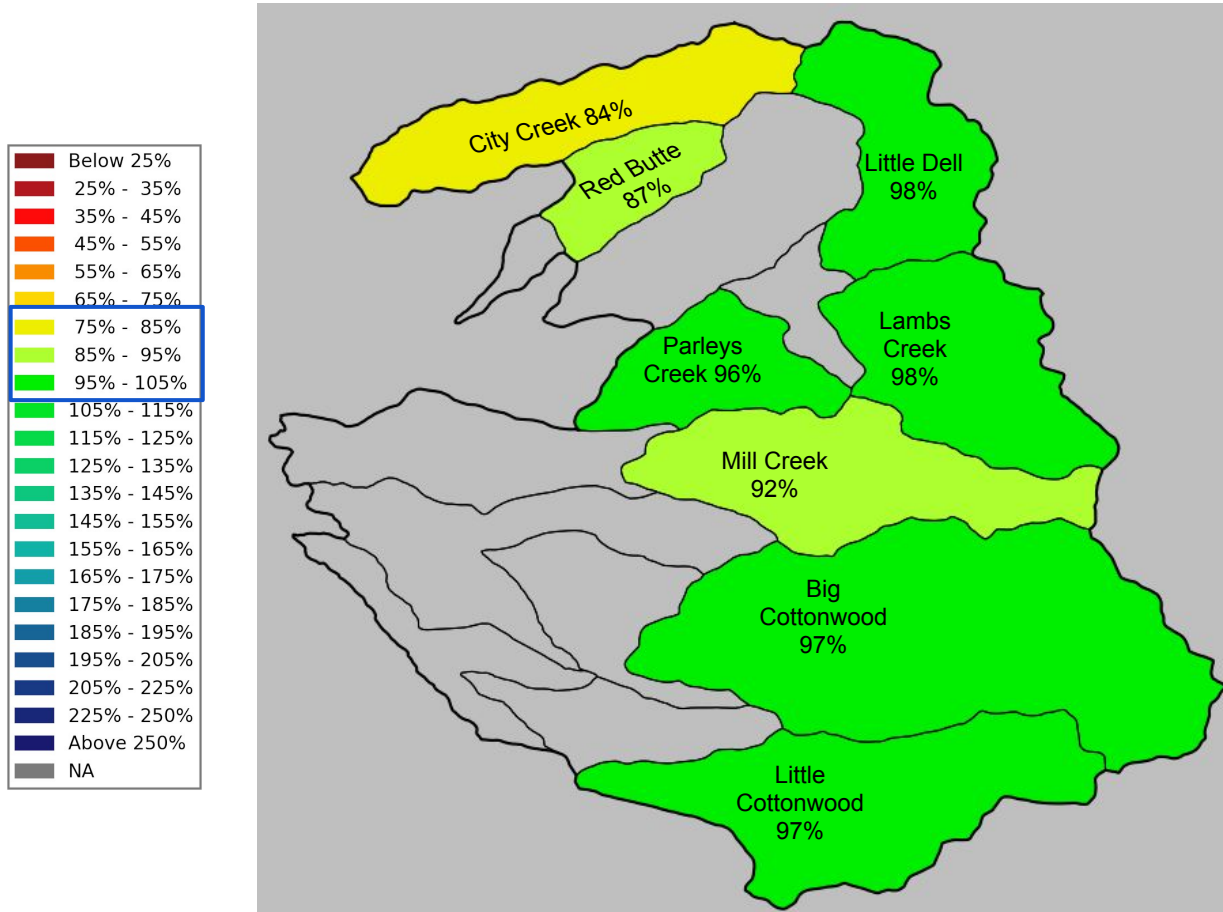 Below 25%
25% - 35%
35% - 45%
45% - 55%
55% - 65%
65% - 75%
75% - 85%
85% - 95%
95% - 105%
105% - 115%
115% - 125%
125% - 135%
135% - 145%
145% - 155%
155% - 165%
165% - 175%
175% - 185%
185% - 195%
195% - 205%
205% - 225%
225% - 250%
Above 250%
NA
City Creek 84%
Red Butte
87%
Little Dell
98%
Parleys
Creek 96%
Lambs
Creek
98%
Mill Creek
92%
Big
Cottonwood
97%
Little
Cottonwood
97%